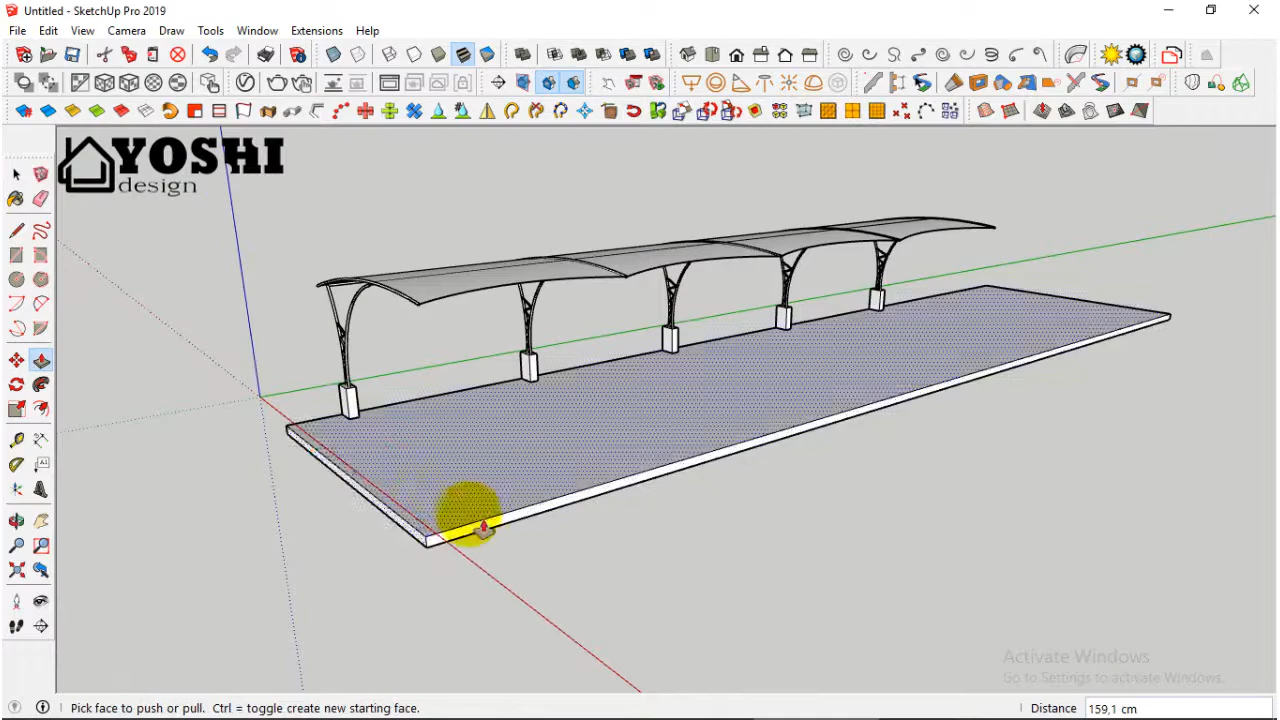 Untitled - SketchUp Pro 2019
File Edit View Camera Draw Tools Window Extensions Help
YOSHI
design
Activate Windows
Go to Settings to activate Windows.
Pick face to push or pull. Ctrl = toggle create new starting face.
Distance 159,1 cm